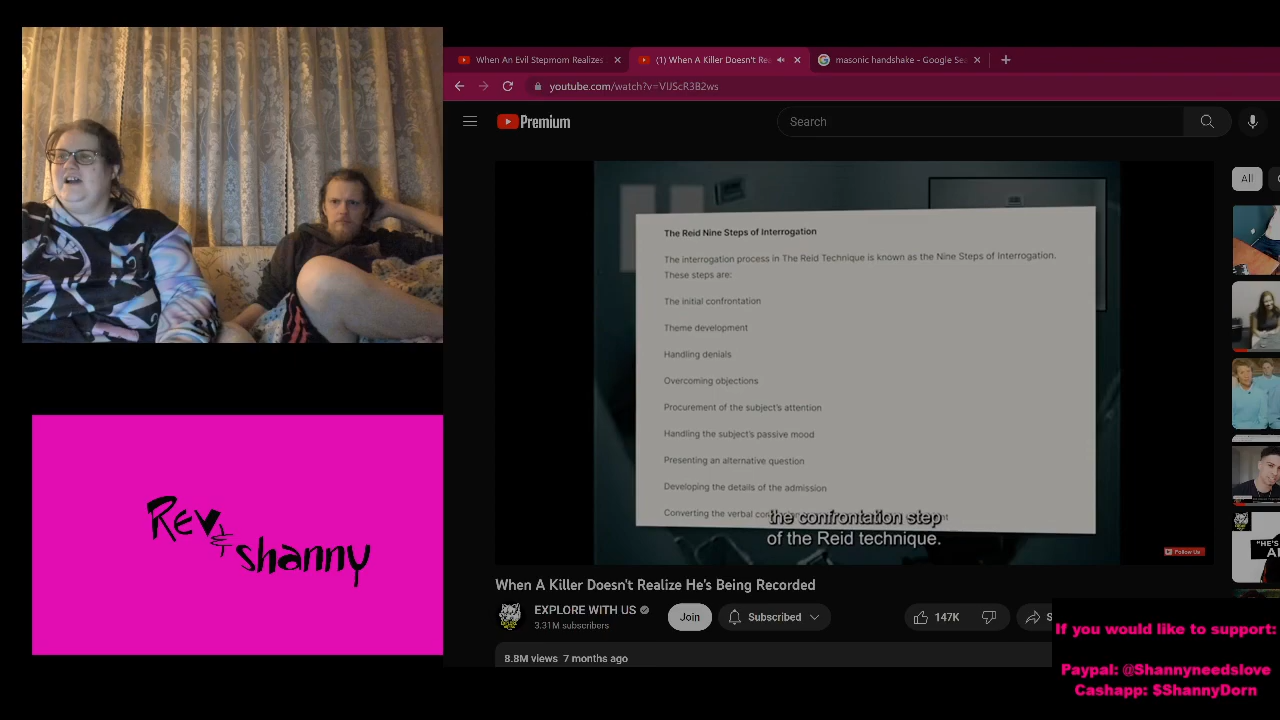 When An Evil Stepmom Realizes
(1) When A Killer Doesn't Rea
masonic handshake - Google Sea
youtube.com/watch?v=VlJScR3B2ws
Premium
Search
All
The Reid Nine Steps of Interrogation
The interrogation process in The Reid Technique is known as the Nine Steps of Interrogation.
These steps are:
The initial confrontation
Theme development
Handling denials
Overcoming objections
Procurement of the subject's attention
Handling the subject's passive mood
Presenting an alternative question
Developing the details of the admission
Converting the verbal
the confrontation step
of the Reid technique.
Follow Us
Rev & Shanny
When A Killer Doesn't Realize He's Being Recorded
EXPLORE WITH US
3.31M subscribers
Join
Subscribed
147K
S
8.8M views 7 months ago
"HE'S
If you would like to support:
Paypal: @Shannyneedslove
Cashapp: $ShannyDorn